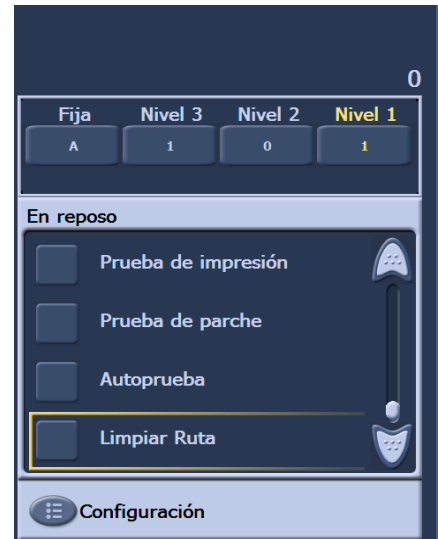 0
Fija Nivel 3 Nivel 2 Nivel 1
A 1 0 1
En reposo
Prueba de impresión
Prueba de parche
Autoprueba
Limpiar Ruta
Configuración